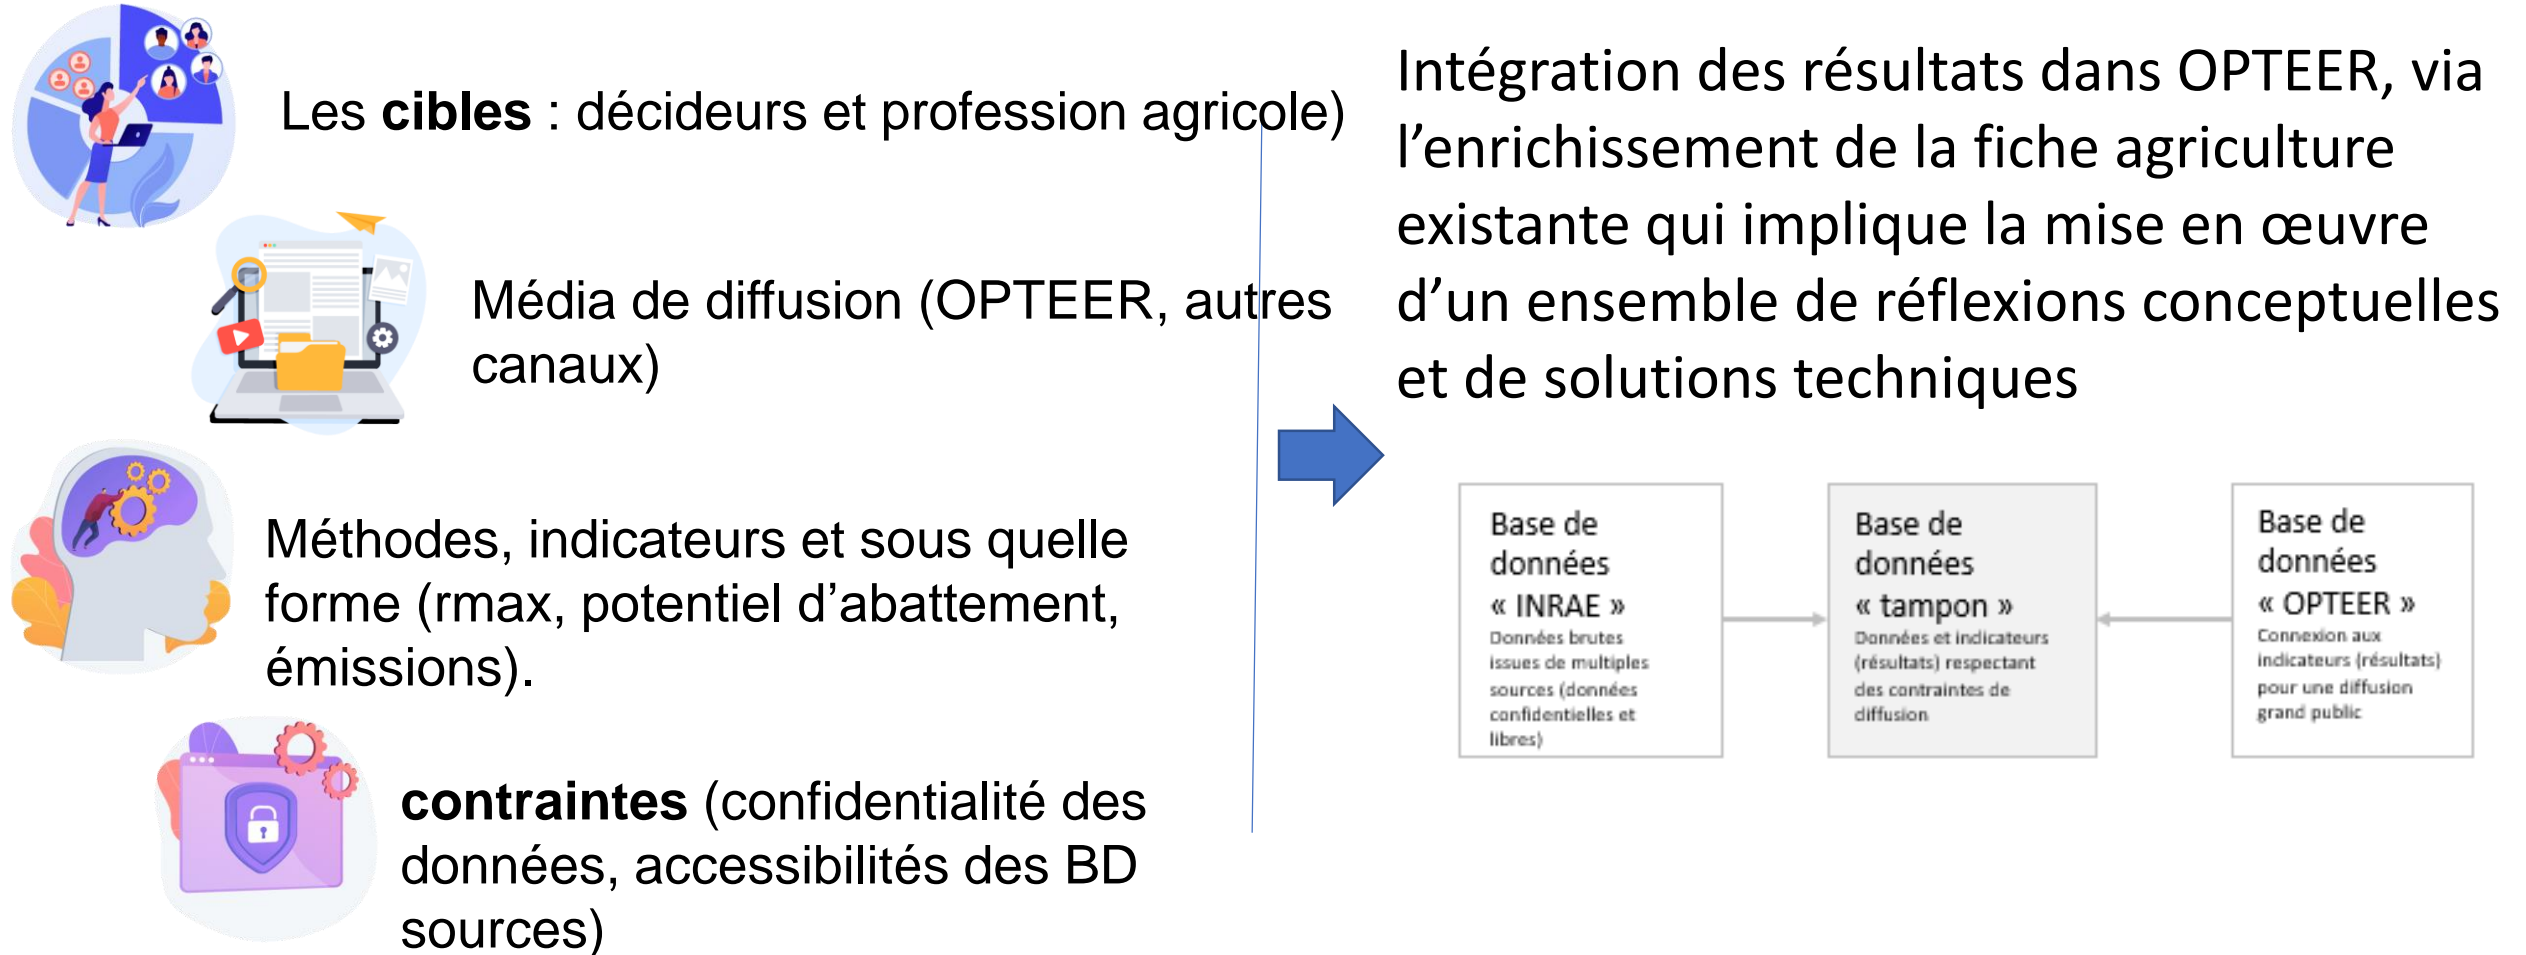 Les cibles : décideurs et profession agricole)
Média de diffusion (OPTEER, autres
canaux)
Méthodes, indicateurs et sous quelle
forme (rmax, potentiel d’abattement,
émissions).
contraintes (confidentialité des
données, accessibilités des BD
sources)
Intégration des résultats dans OPTEER, via
l’enrichissement de la fiche agriculture
existante qui implique la mise en œuvre
d’un ensemble de réflexions conceptuelles
et de solutions techniques
Base de
données
« INRAE »
Données brutes
issues de multiples
sources (données
confidentielles et
libres)
Base de
données
« tampon »
Données et indicateurs
(résultats) respectant
des contraintes de
diffusion
Base de
données
« OPTEER »
Connexion aux
indicateurs (résultats)
pour une diffusion
grand public